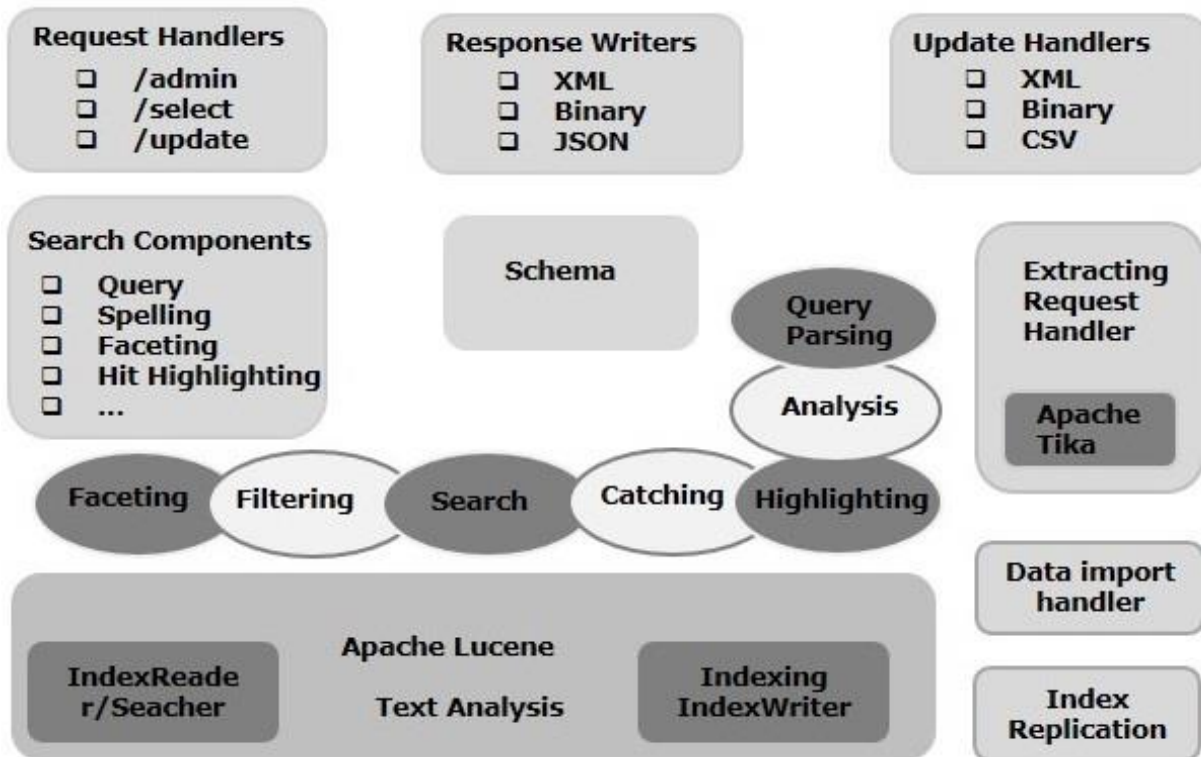 Request Handlers
❑ /admin
❑ /select
❑ /update
Response Writers
❑ XML
❑ Binary
❑ JSON
Update Handlers
❑ XML
❑ Binary
❑ CSV
Search Components
❑ Query
❑ Spelling
❑ Faceting
❑ Hit Highlighting
❑ ...
Schema
Query
Parsing
Analysis
Extracting
Request
Handler
Apache
Tika
Faceting
Filtering
Search
Catching
Highlighting
Data import
handler
Apache Lucene
IndexReade
r/Seacher
Text Analysis
Indexing
IndexWriter
Index
Replication